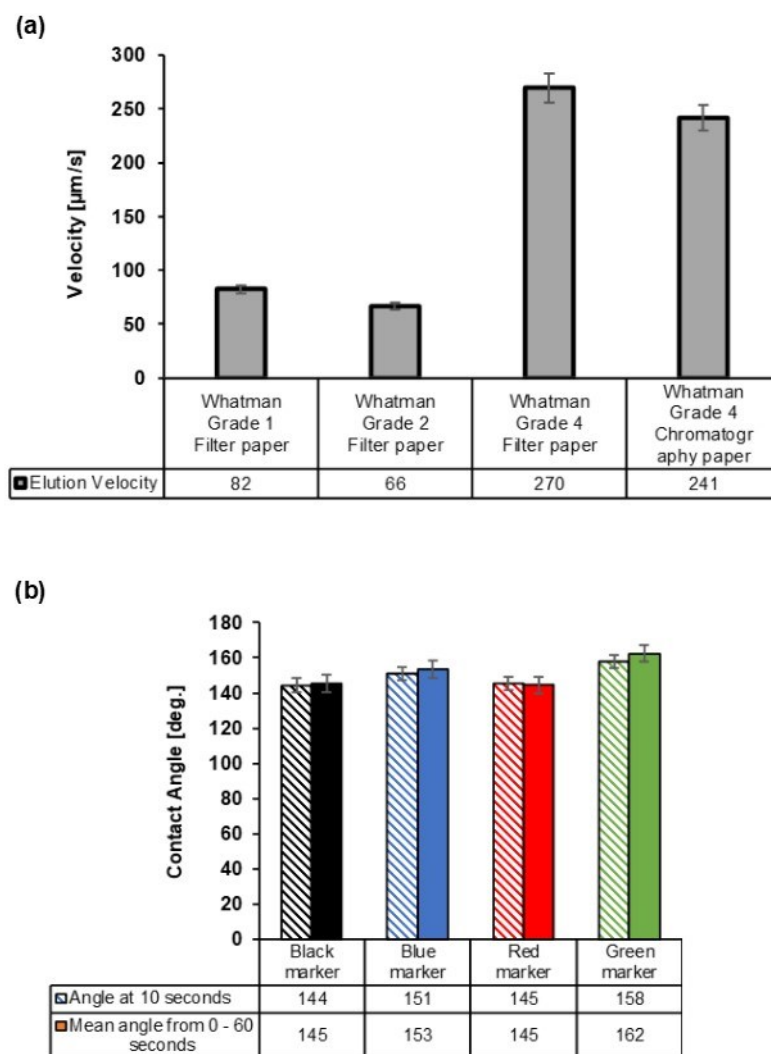 (a)
Velocity [µm/s]
300
250
200
150
100
50
0
Whatman Grade 1 Filter paper
Whatman Grade 2 Filter paper
Whatman Grade 4 Filter paper
Whatman Grade 4 Chromatogr aphy paper
Elution Velocity 82 66 270 241
(b)
Contact Angle [deg.]
180
160
140
120
100
80
60
40
20
0
Black marker
Blue marker
Red marker
Green marker
Angle at 10 seconds 144 151 145 158
Mean angle from 0 - 60 seconds 145 153 145 162